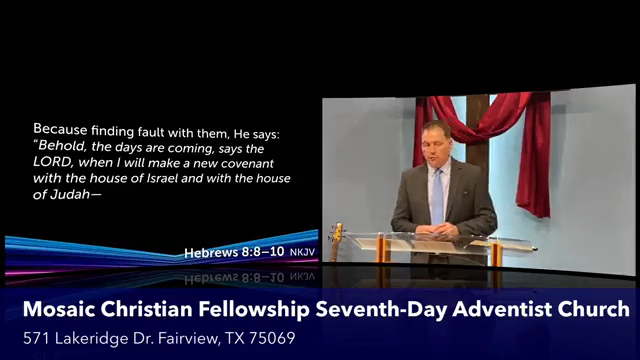 Because finding fault with them, He says:
"Behold, the days are coming, says the
LORD, when I will make a new covenant
with the house of Israel and with the house
of Judah—
Hebrews 8:8–10 NKJV
Mosaic Christian Fellowship Seventh-Day Adventist Church
571 Lakeridge Dr. Fairview, TX 75069